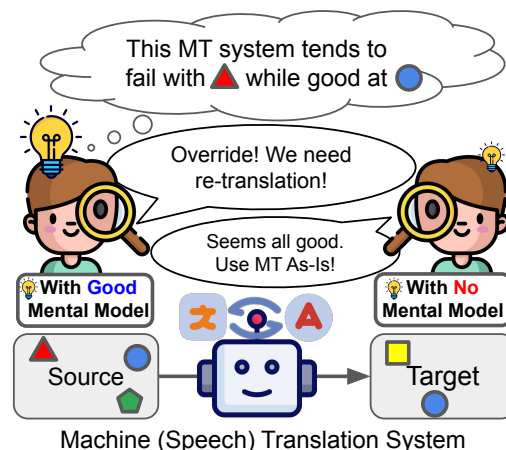 This MT system tends to
fail with while good at
Override! We need
re-translation!
Seems all good.
Use MT As-Is!
With Good
Mental Model
With No
Mental Model
文 A
Source
Target
Machine (Speech) Translation System